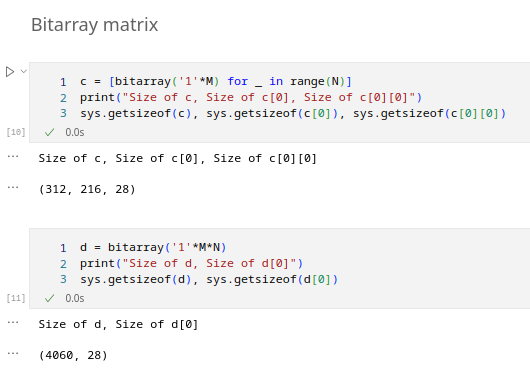 Bitarray matrix
1 c = [bitarray('1'*M) for _ in range(N)]
2 print("Size of c, Size of c[0], Size of c[0][0]")
3 sys.getsizeof(c), sys.getsizeof(c[0]), sys.getsizeof(c[0][0])
[10] ✓ 0.0s
... Size of c, Size of c[0], Size of c[0][0]
... (312, 216, 28)
1 d = bitarray('1'*M*N)
2 print("Size of d, Size of d[0]")
3 sys.getsizeof(d), sys.getsizeof(d[0])
[11] ✓ 0.0s
... Size of d, Size of d[0]
... (4060, 28)